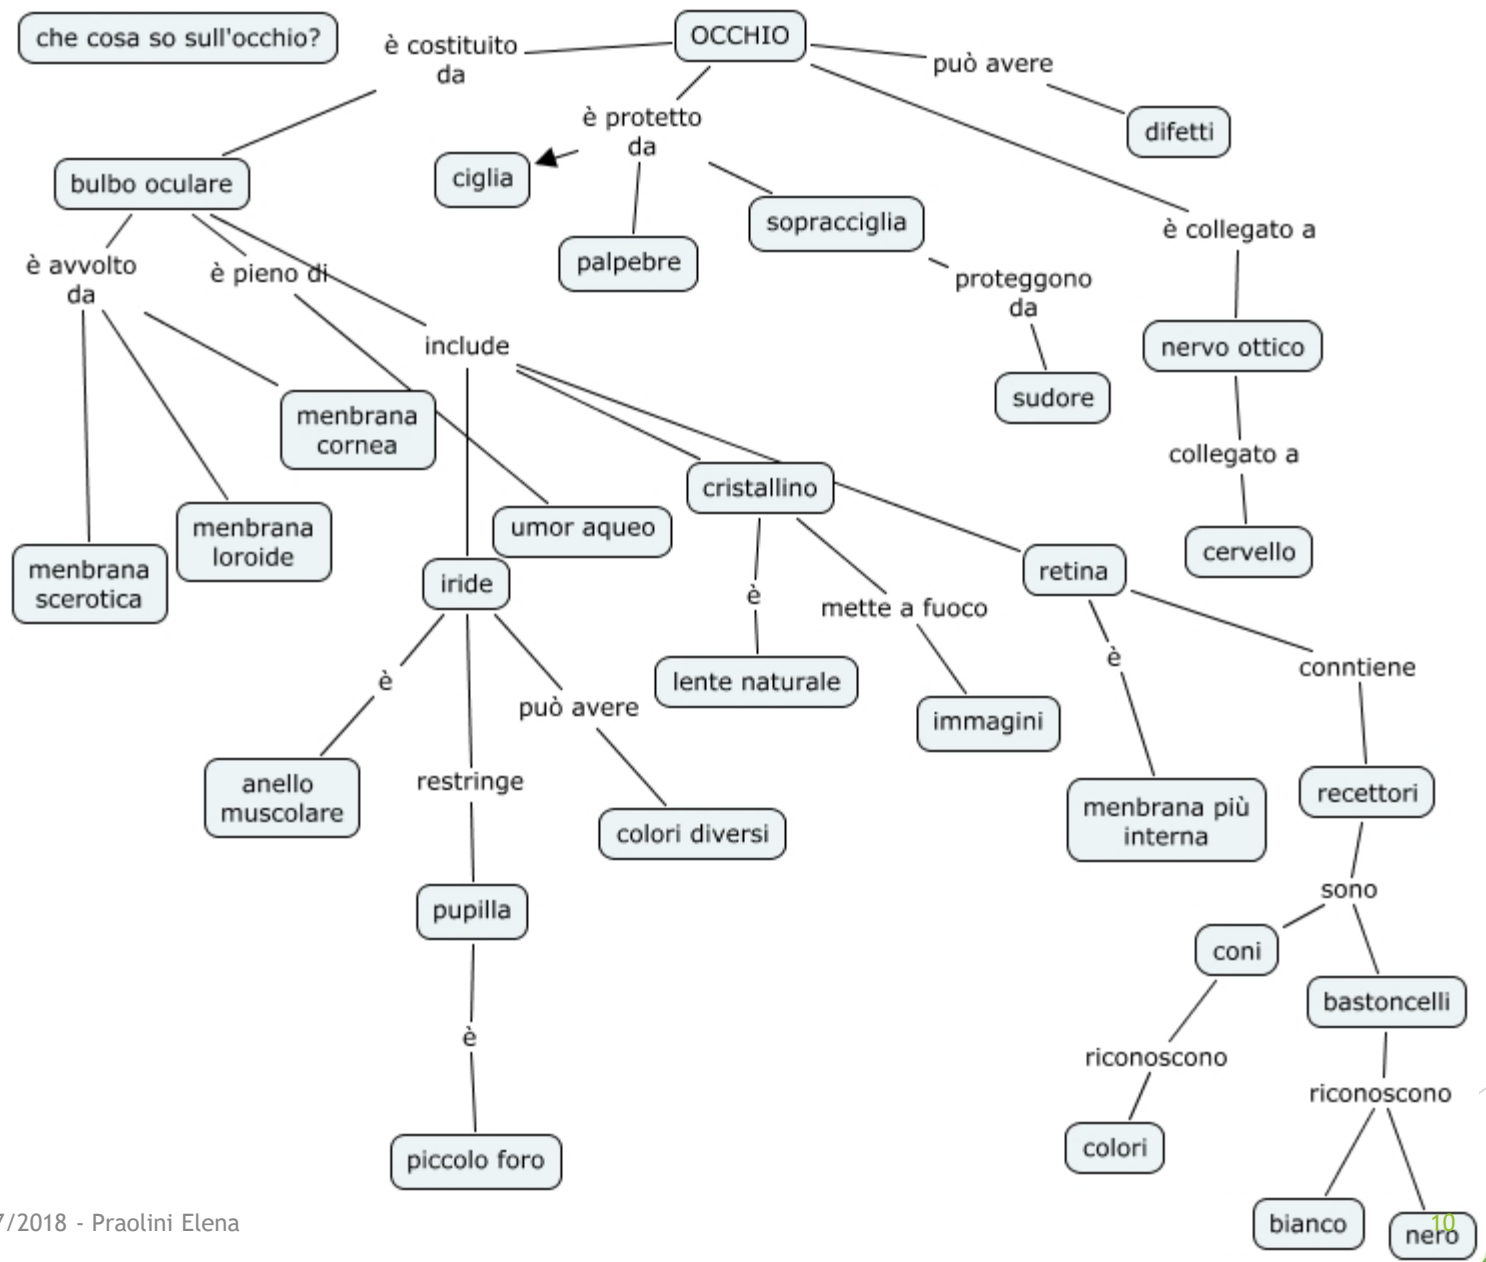 che cosa so sull'occhio?
OCCHIO
è costituito
da
può avere
difetti
è protetto
da
ciglia
palpebre
sopracciglia
proteggono
da
sudore
è collegato a
nervo ottico
collegato a
cervello
bulbo oculare
è avvolto
da
è pieno di
include
menbrana
cornea
menbrana
loroide
menbrana
scerotica
umor aqueo
iride
cristallino
retina
è
anello
muscolare
restringe
pupilla
è
piccolo foro
può avere
colori diversi
è
lente naturale
mette a fuoco
immagini
è
menbrana più
interna
conntiene
recettori
sono
coni
bastoncelli
riconoscono
colori
riconoscono
bianco
nero
7/2018 - Praolini Elena
10